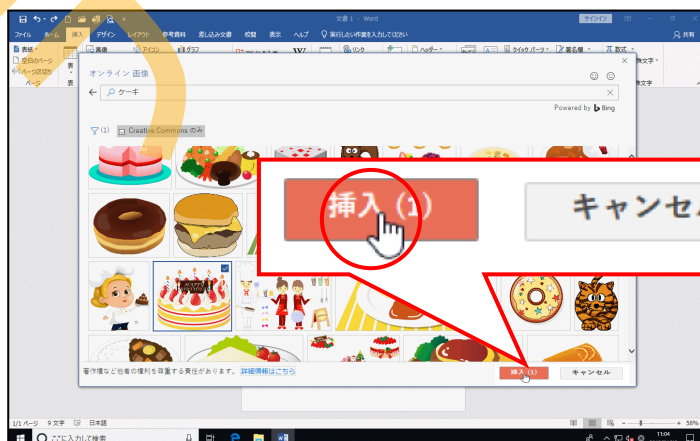 文書 1 - Word
サインイン
ファイル ホーム 挿入 デザイン レイアウト 参考資料 差し込み文書 校閲 表示 ヘルプ 実行したい作業を入力してください 共有
表紙 画像 アイコン グラフ リンク ヘッダー クイック パーツ 署名欄 数式
空白のページ
ページ区切り 表
ページ 表
オンライン 画像
ケーキ
Powered by Bing
(1) Creative Commons のみ
挿入 (1) キャンセル
著作権など他者の権利を尊重する責任があります。 詳細情報はこちら
挿入 (1) キャンセル
1/1 ページ 9 文字 日本語 58%
ここに入力して検索 11:04